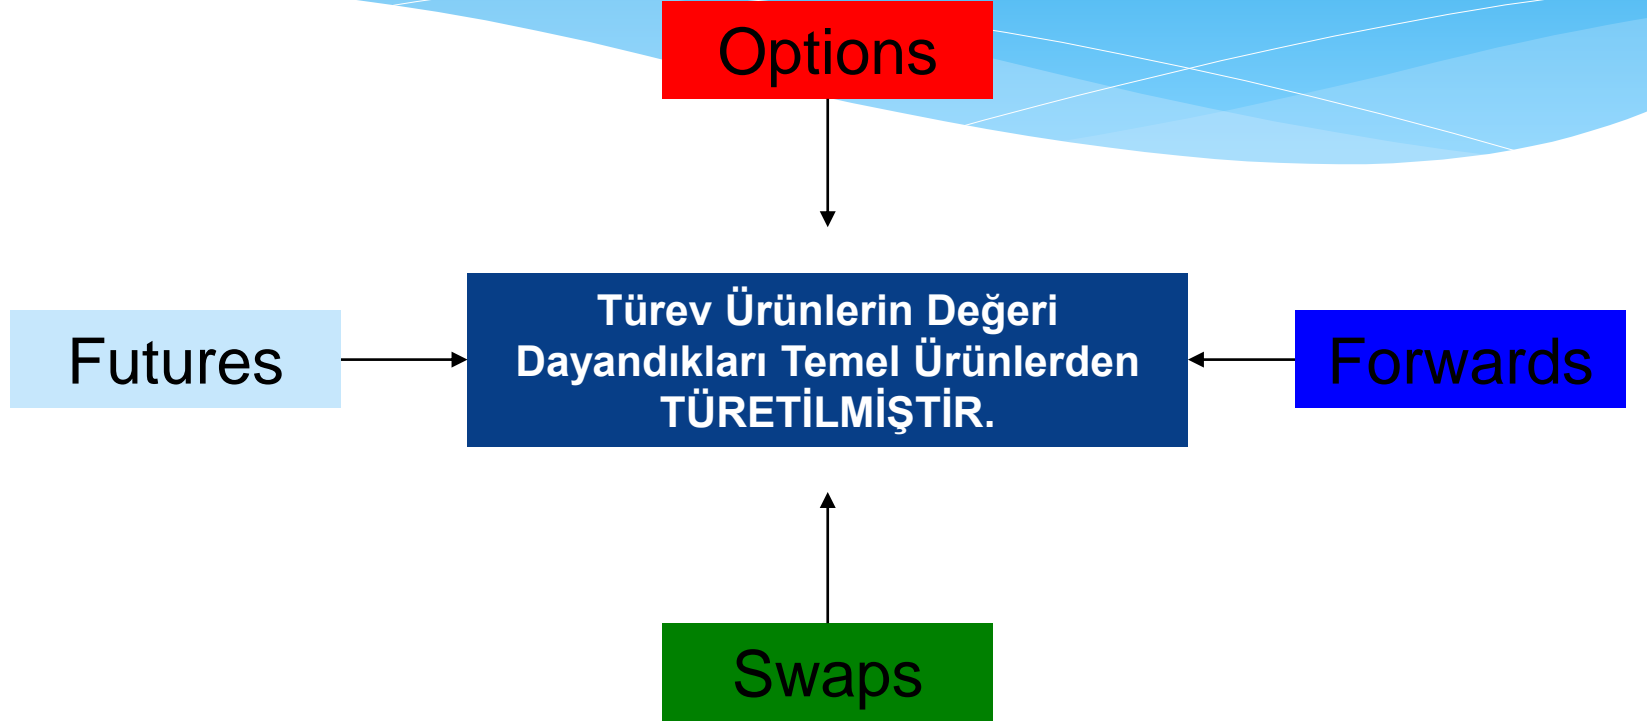 Options
Futures
Türev Ürünlerin Değeri
Dayandıkları Temel Ürünlerden
TÜRETİLMİŞTİR.
Forwards
Swaps